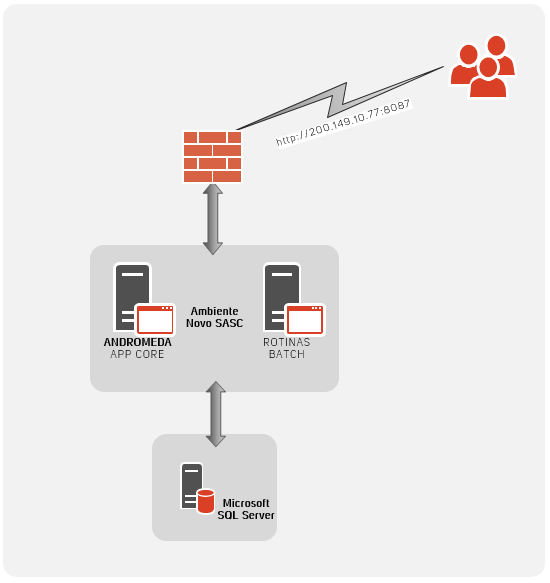 http://200.149.10.77:8087
Ambiente
Novo SASC
ANDROMEDA
APP CORE
ROTINAS
BATCH
Microsoft
SQL Server